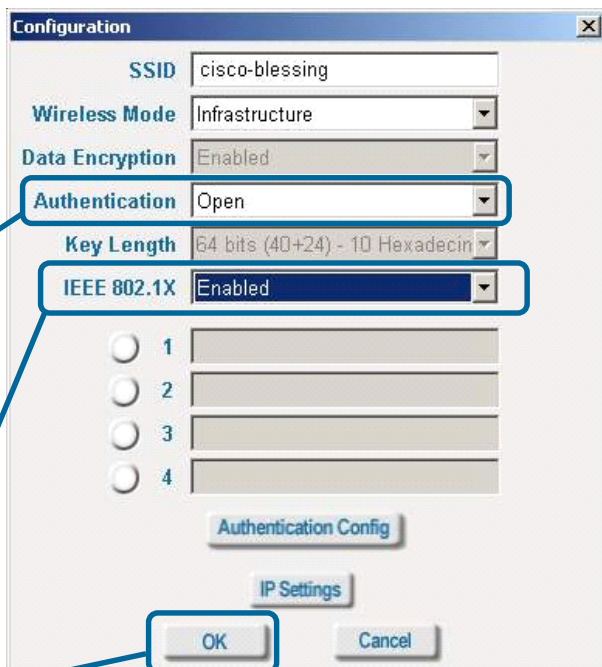 Configuration
SSID cisco-blessing
Wireless Mode Infrastructure
Data Encryption Enabled
Authentication Open
Key Length 64 bits (40+24) - 10 Hexadecin
IEEE 802.1X Enabled
1
2
3
4
Authentication Config
IP Settings
OK Cancel